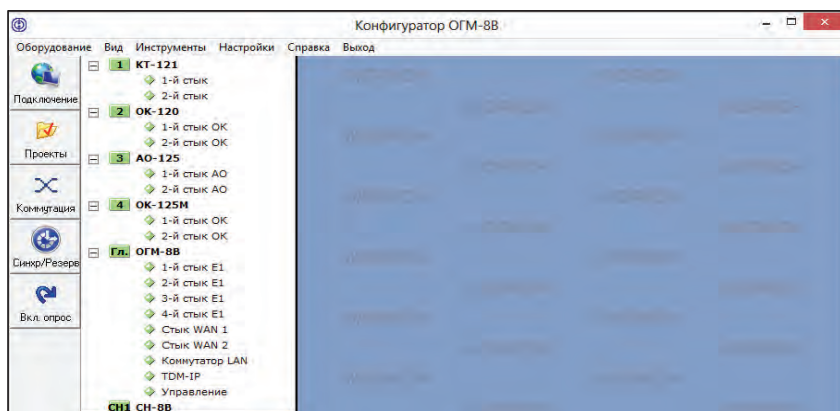 Конфигуратор ОГМ-8В
Оборудование Вид Инструменты Настройки Справка Выход
Подключение
Проекты
Коммутация
Синхр/Резерв
Вкл. опрос
1 КТ-121
1-й стык
2-й стык
2 ОК-120
1-й стык ОК
2-й стык ОК
3 АО-125
1-й стык АО
2-й стык АО
4 ОК-125М
1-й стык ОК
2-й стык ОК
Гл. ОГМ-8В
1-й стык Е1
2-й стык Е1
3-й стык Е1
4-й стык Е1
Стык WAN 1
Стык WAN 2
Коммутатор LAN
TDM-IP
Управление
СН1 СН-8В